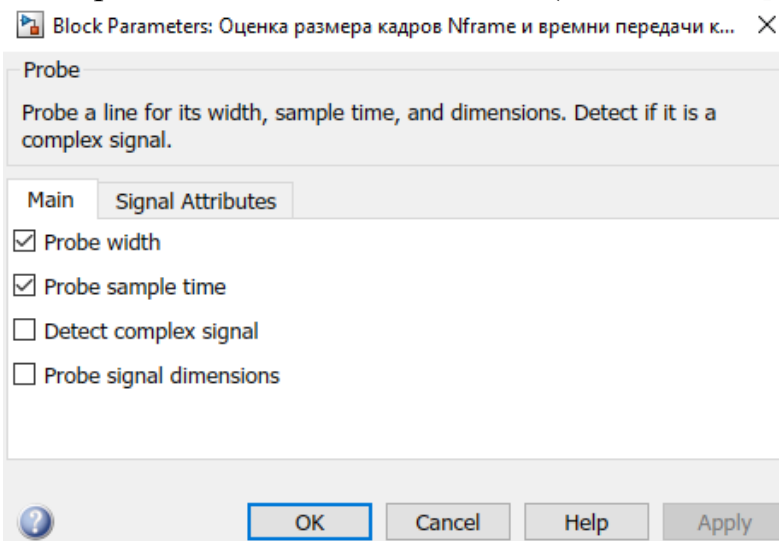 Block Parameters: Оценка размера кадров Nframe и времни передачи к...
Probe
Probe a line for its width, sample time, and dimensions. Detect if it is a
complex signal.
Main Signal Attributes
Probe width
Probe sample time
Detect complex signal
Probe signal dimensions
OK Cancel Help Apply